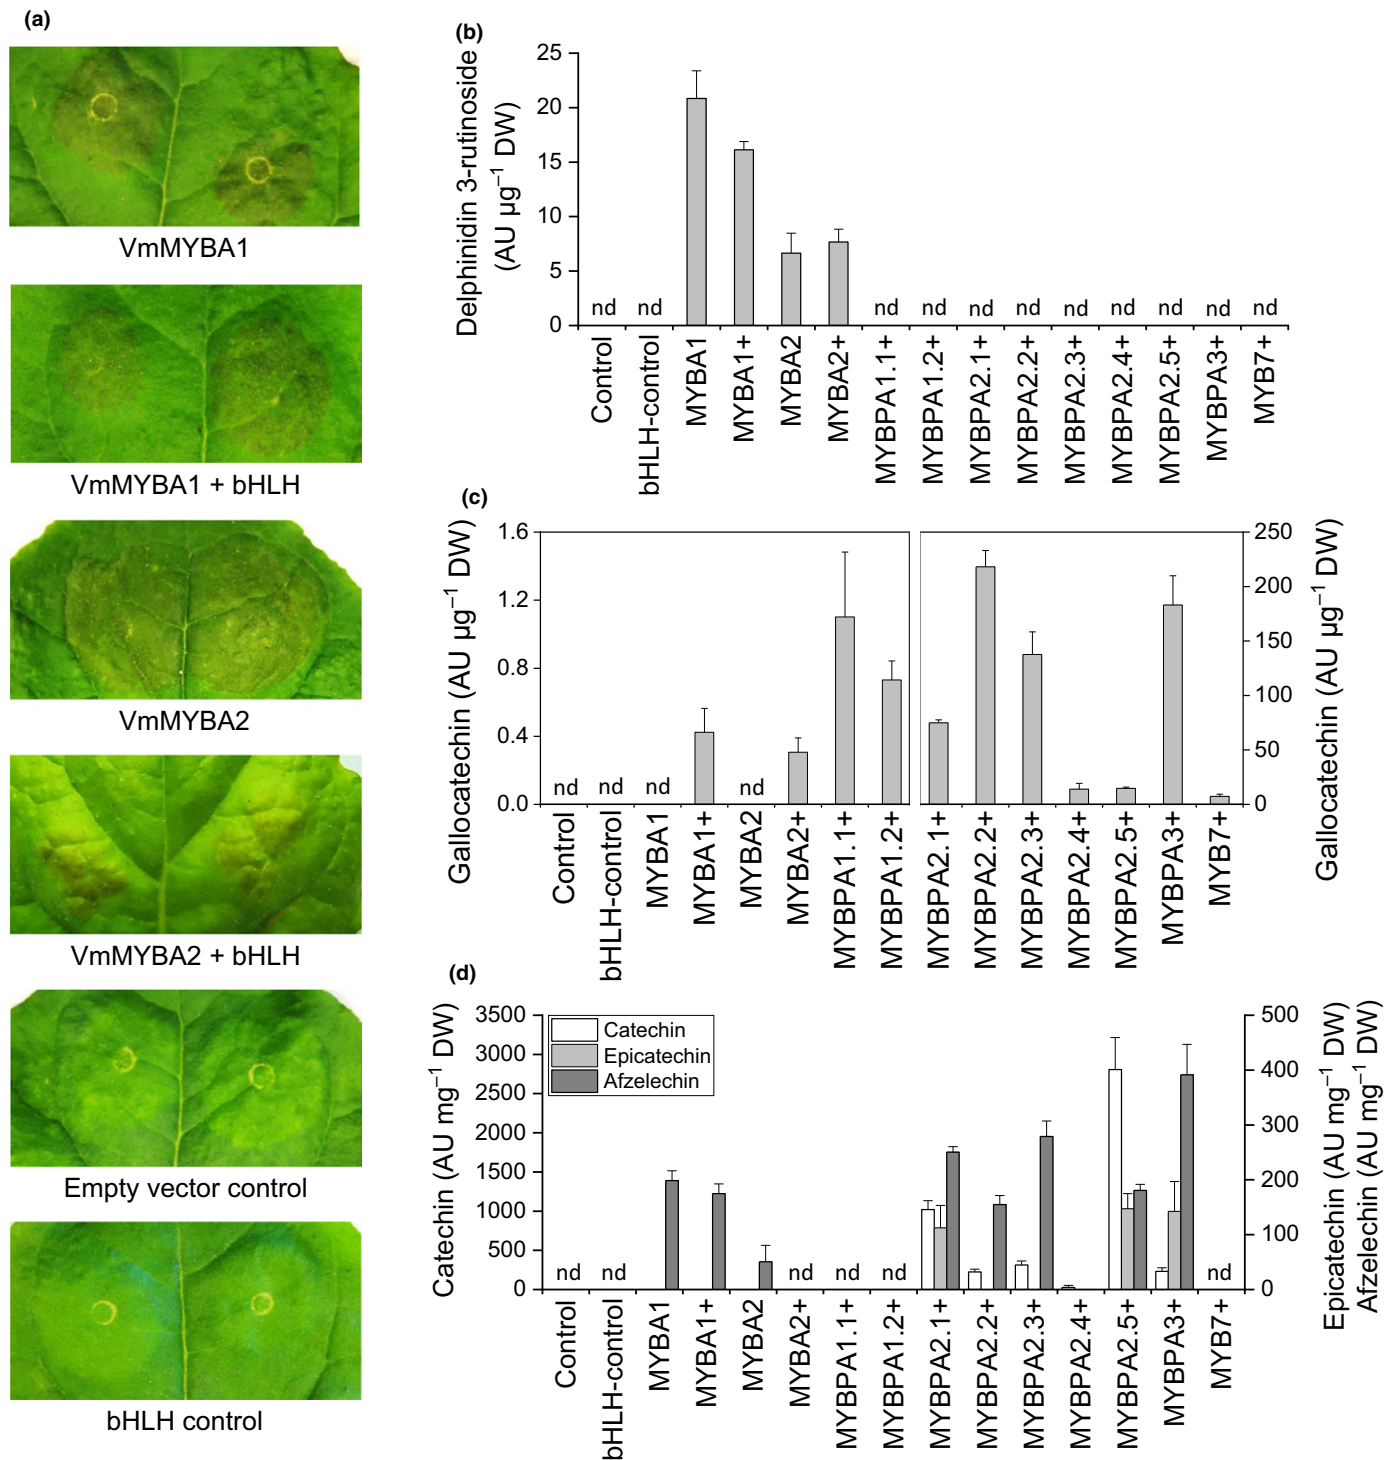 (a)
VmMYBA1
VmMYBA1 + bHLH
VmMYBA2
VmMYBA2 + bHLH
Empty vector control
bHLH control
(b)
Delphinidin 3-rutinoside
(AU µg⁻¹ DW)
25
20
15
10
5
0
nd nd nd nd nd nd nd nd nd nd nd
Control
bHLH-control
MYBA1
MYBA1+
MYBA2
MYBA2+
MYBPA1.1+
MYBPA1.2+
MYBPA2.1+
MYBPA2.2+
MYBPA2.3+
MYBPA2.4+
MYBPA2.5+
MYBPA3+
MYB7+
(c)
Gallocatechin (AU µg⁻¹ DW)
1.6
1.2
0.8
0.4
0.0
nd nd nd nd
250
200
150
100
50
0
Gallocatechin (AU µg⁻¹ DW)
Control
bHLH-control
MYBA1
MYBA1+
MYBA2
MYBA2+
MYBPA1.1+
MYBPA1.2+
MYBPA2.1+
MYBPA2.2+
MYBPA2.3+
MYBPA2.4+
MYBPA2.5+
MYBPA3+
MYB7+
(d)
Catechin (AU mg⁻¹ DW)
3500
3000
2500
2000
1500
1000
500
0
Catechin
Epicatechin
Afzelechin
nd nd nd nd nd nd
500
400
300
200
100
0
Epicatechin (AU mg⁻¹ DW)
Afzelechin (AU mg⁻¹ DW)
Control
bHLH-control
MYBA1
MYBA1+
MYBA2
MYBA2+
MYBPA1.1+
MYBPA1.2+
MYBPA2.1+
MYBPA2.2+
MYBPA2.3+
MYBPA2.4+
MYBPA2.5+
MYBPA3+
MYB7+